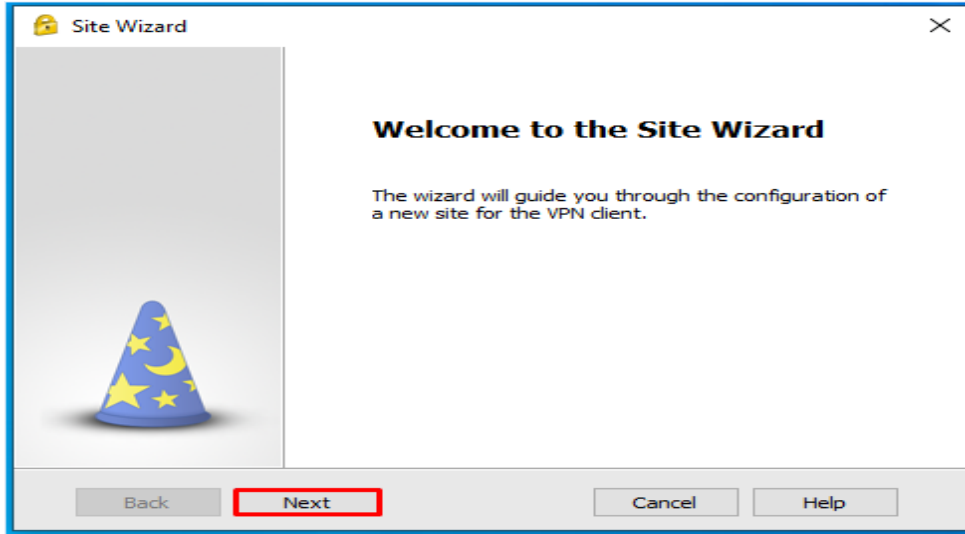 Site Wizard
Welcome to the Site Wizard
The wizard will guide you through the configuration of
a new site for the VPN client.
Back
Next
Cancel
Help